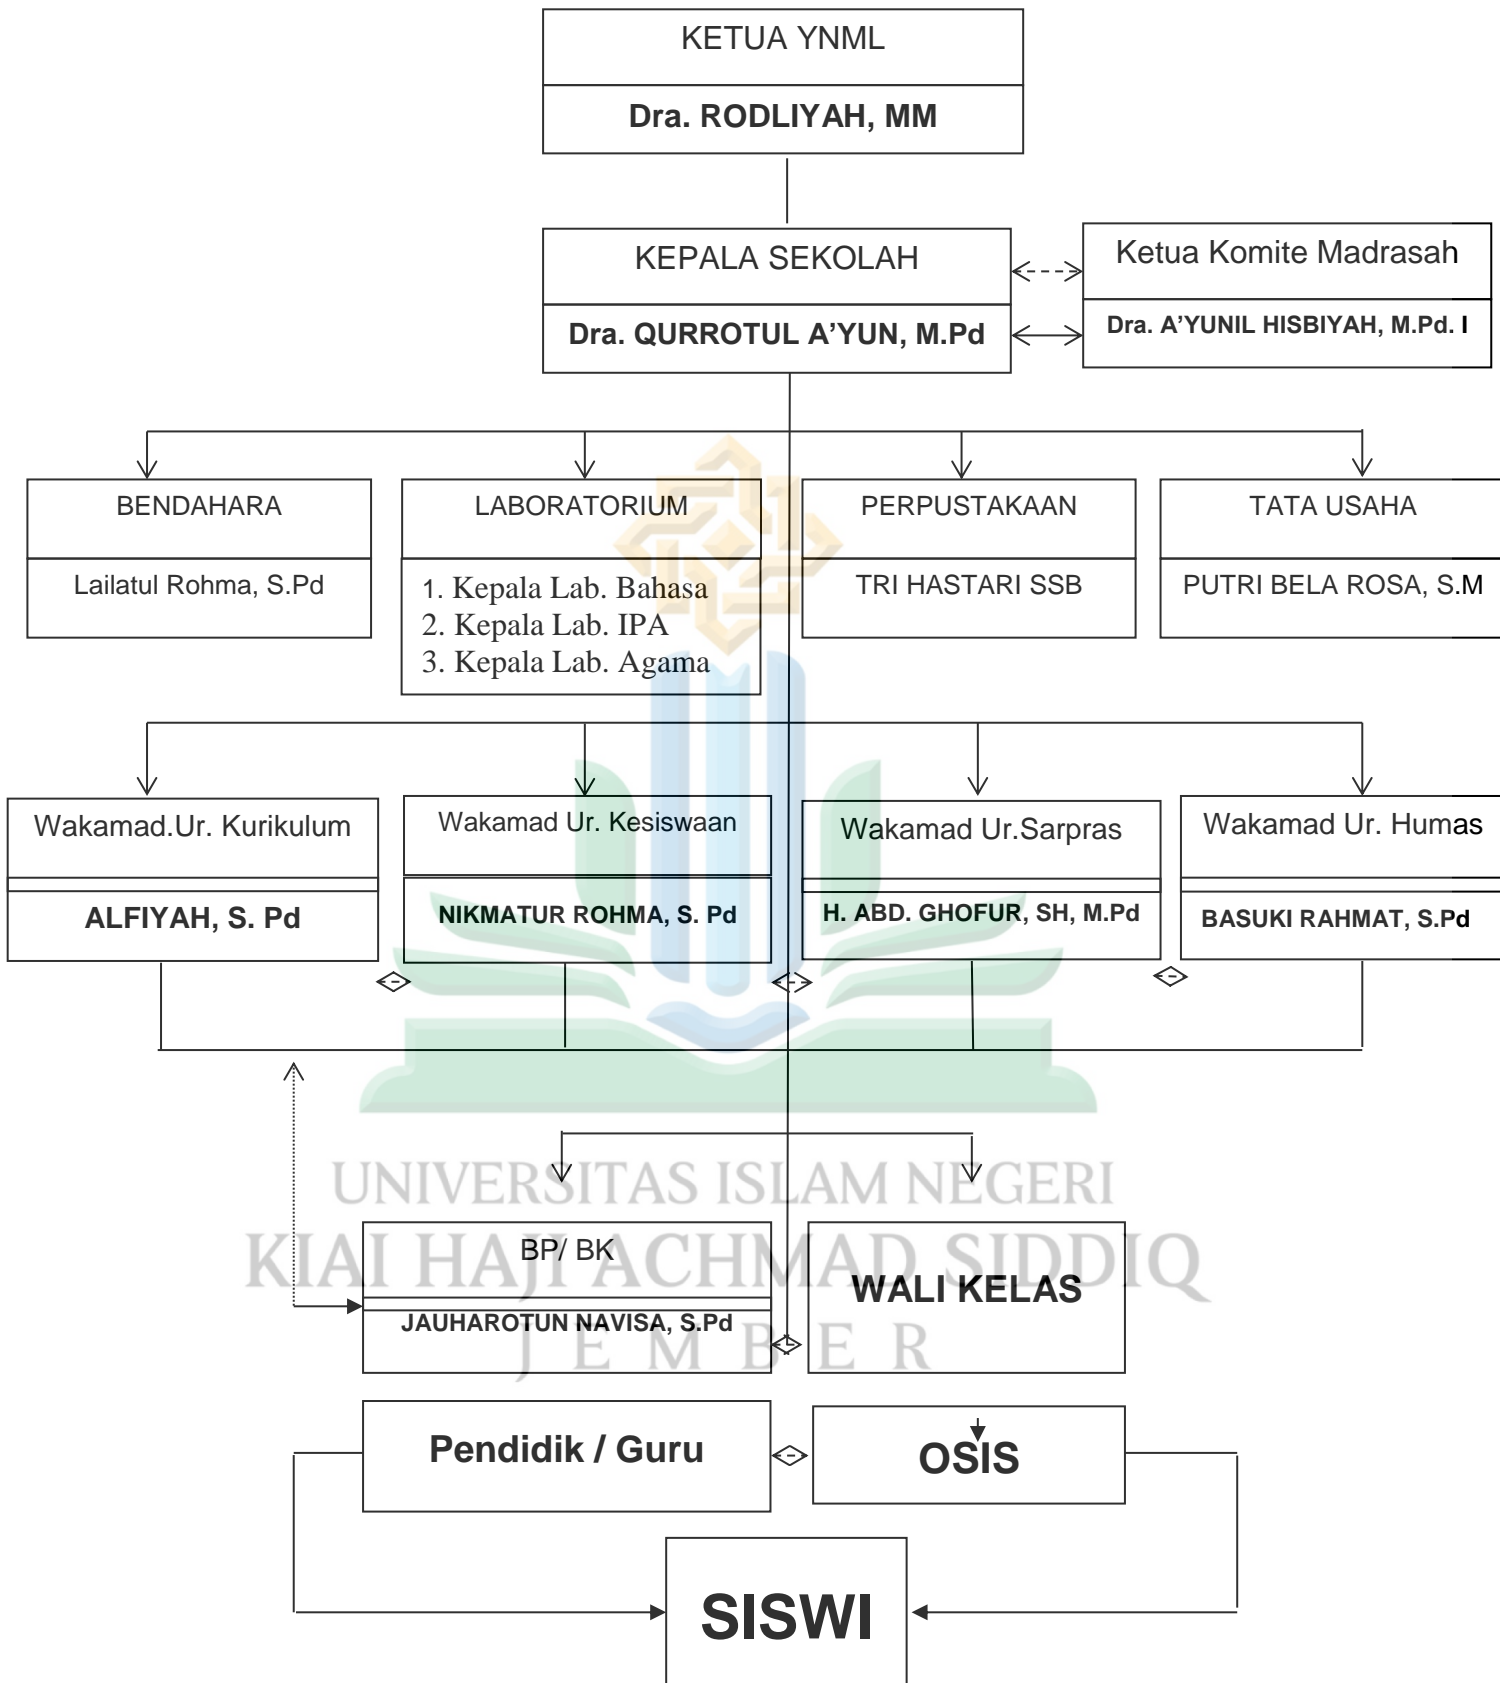 KETUA YNML
Dra. RODLIYAH, MM
KEPALA SEKOLAH
Dra. QURROTUL A’YUN, M.Pd
Ketua Komite Madrasah
Dra. A’YUNIL HISBIYAH, M.Pd. I
BENDAHARA
Lailatul Rohma, S.Pd
LABORATORIUM
1. Kepala Lab. Bahasa
2. Kepala Lab. IPA
3. Kepala Lab. Agama
PERPUSTAKAAN
TRI HASTARI SSB
TATA USAHA
PUTRI BELA ROSA, S.M
Wakamad.Ur. Kurikulum
ALFIYAH, S. Pd
Wakamad Ur. Kesiswaan
NIKMATUR ROHMA, S. Pd
Wakamad Ur.Sarpras
H. ABD. GHOFUR, SH, M.Pd
Wakamad Ur. Humas
BASUKI RAHMAT, S.Pd
UNIVERSITAS ISLAM NEGERI
KIAI HAJI ACHMAD SIDDIQ
JEMBER
BP/ BK
JAUHAROTUN NAVISA, S.Pd
WALI KELAS
Pendidik / Guru
OSIS
SISWI